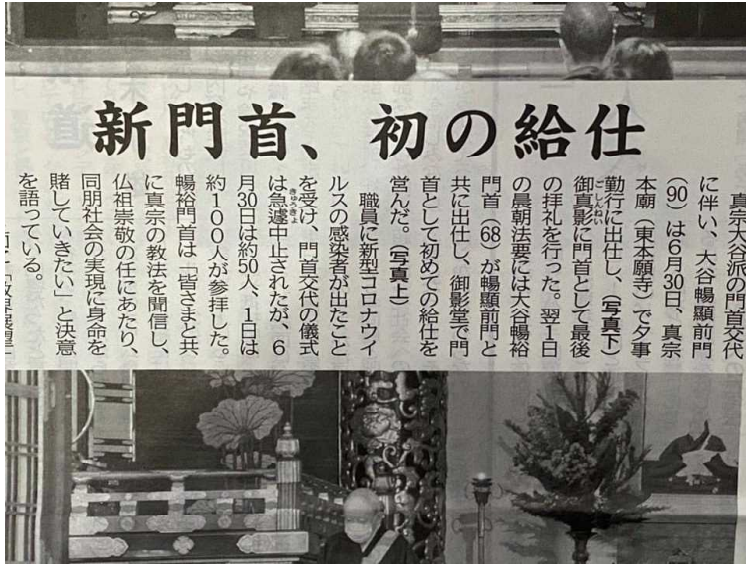 新門首、初の給仕
真宗大谷派の門首交代
に伴い、大谷暢顯前門
(90)は6月30日、真宗
本廟(東本願寺)で夕事
勤行に出仕し、(写真下)
御真影に門首として最後
ごしんねい
の拝礼を行った。翌1日
の晨朝法要には大谷暢裕
門首(68)が暢顯前門と
共に出仕し、御影堂で門
首として初めての給仕を
営んだ。(写真上)
職員に新型コロナウイ
ルスの感染者が出たこと
を受け、門首交代の儀式
は急遽中止されたが、6
きゅうきょ
月30日は約50人、1日は
約100人が参拝した。
暢裕門首は「皆さまと共
に真宗の教法を聞信し、
仏祖崇敬の任にあたり、
同朋社会の実現に身命を
賭していきたい」と決意
を語っている。